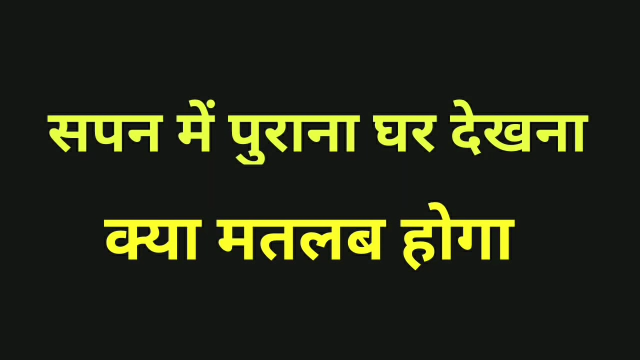 सपन में पुराना घर देखना
क्या मतलब होगा